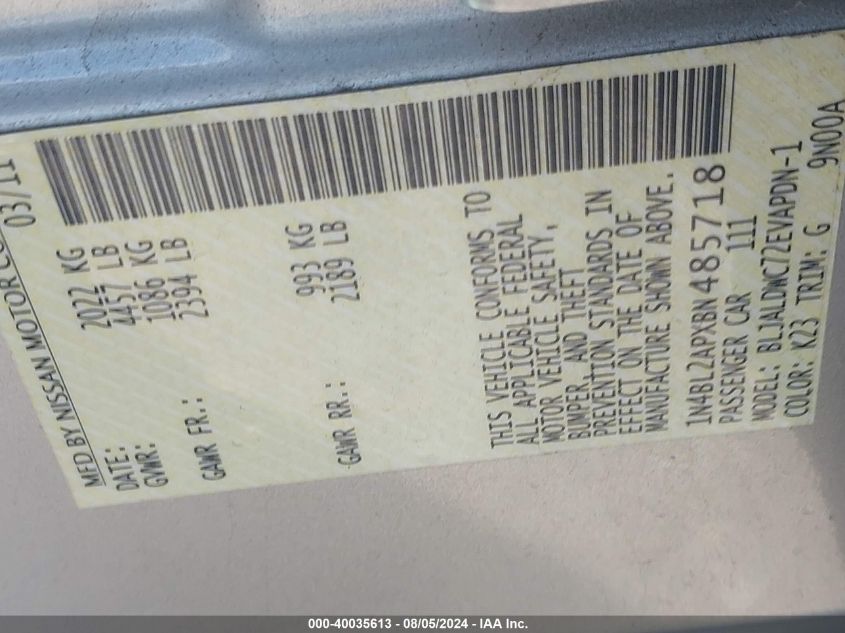 MFD BY NISSAN MOTOR CO
DATE: 03/11
GVWR: 2022 KG
4457 LB
GAWR FR.: 1086 KG
2394 LB
GAWR RR.: 993 KG
2189 LB
THIS VEHICLE CONFORMS TO
ALL APPLICABLE FEDERAL
MOTOR VEHICLE SAFETY,
BUMPER, AND THEFT
PREVENTION STANDARDS IN
EFFECT ON THE DATE OF
MANUFACTURE SHOWN ABOVE.
1N4BL2APXBN485718
PASSENGER CAR 111
MODEL: BLJALDWC72EVAPDN-1
COLOR: K23 TRIM: G 9N00A
000-40035613 - 08/05/2024 - IAA Inc.